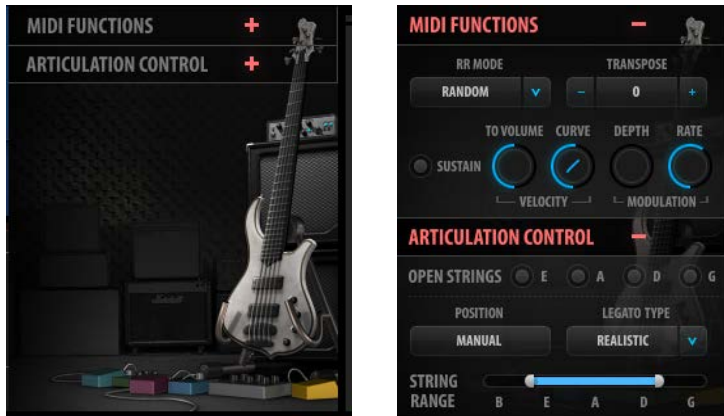 MIDI FUNCTIONS +
ARTICULATION CONTROL +
MIDI FUNCTIONS −
RR MODE TRANSPOSE
RANDOM v − 0 +
TO VOLUME CURVE DEPTH RATE
SUSTAIN
VELOCITY MODULATION
ARTICULATION CONTROL −
OPEN STRINGS E A D G
POSITION LEGATO TYPE
MANUAL REALISTIC v
STRING
RANGE B E A D G